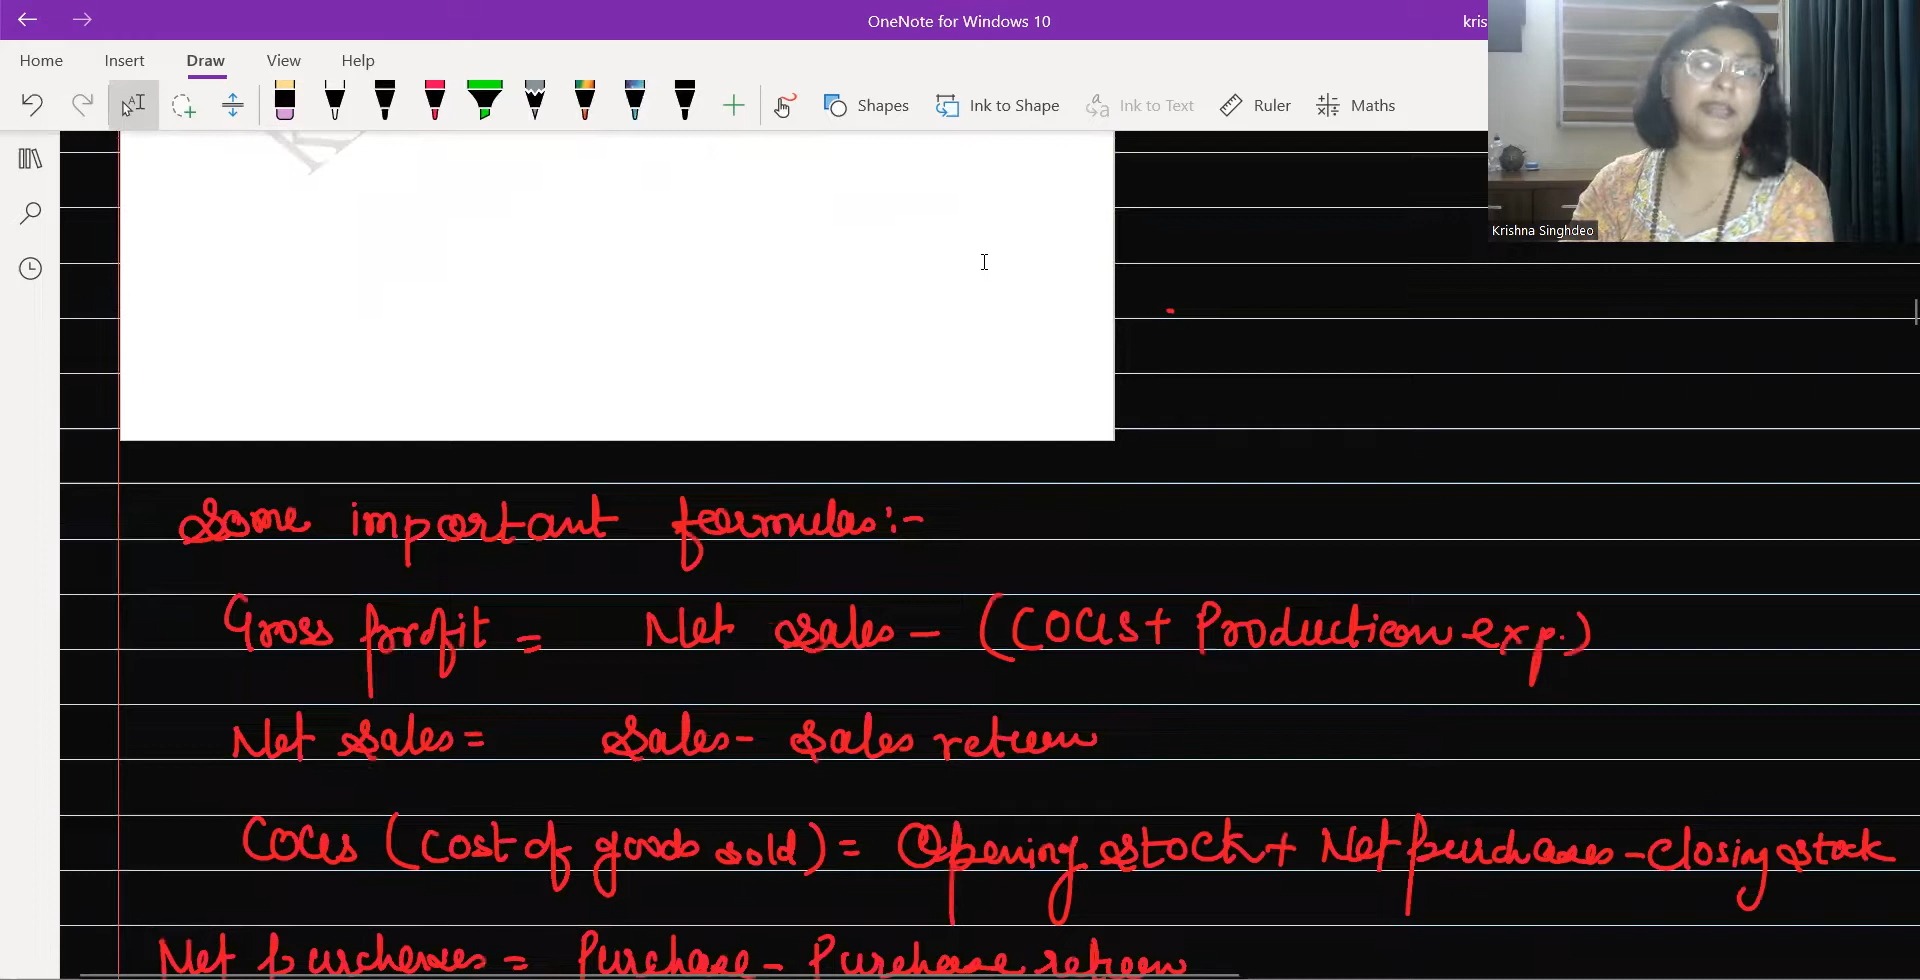 OneNote for Windows 10
kris
Home Insert Draw View Help
Shapes Ink to Shape Ink to Text Ruler Maths
Krishna Singhdeo
Some important formulas:-
Gross profit = Net sales - (COGS + Production exp.)
Net sales = Sales - Sales return
COGS (cost of goods sold) = Opening stock + Net purchases - closing stock
Net purchases = Purchase - Purchase return